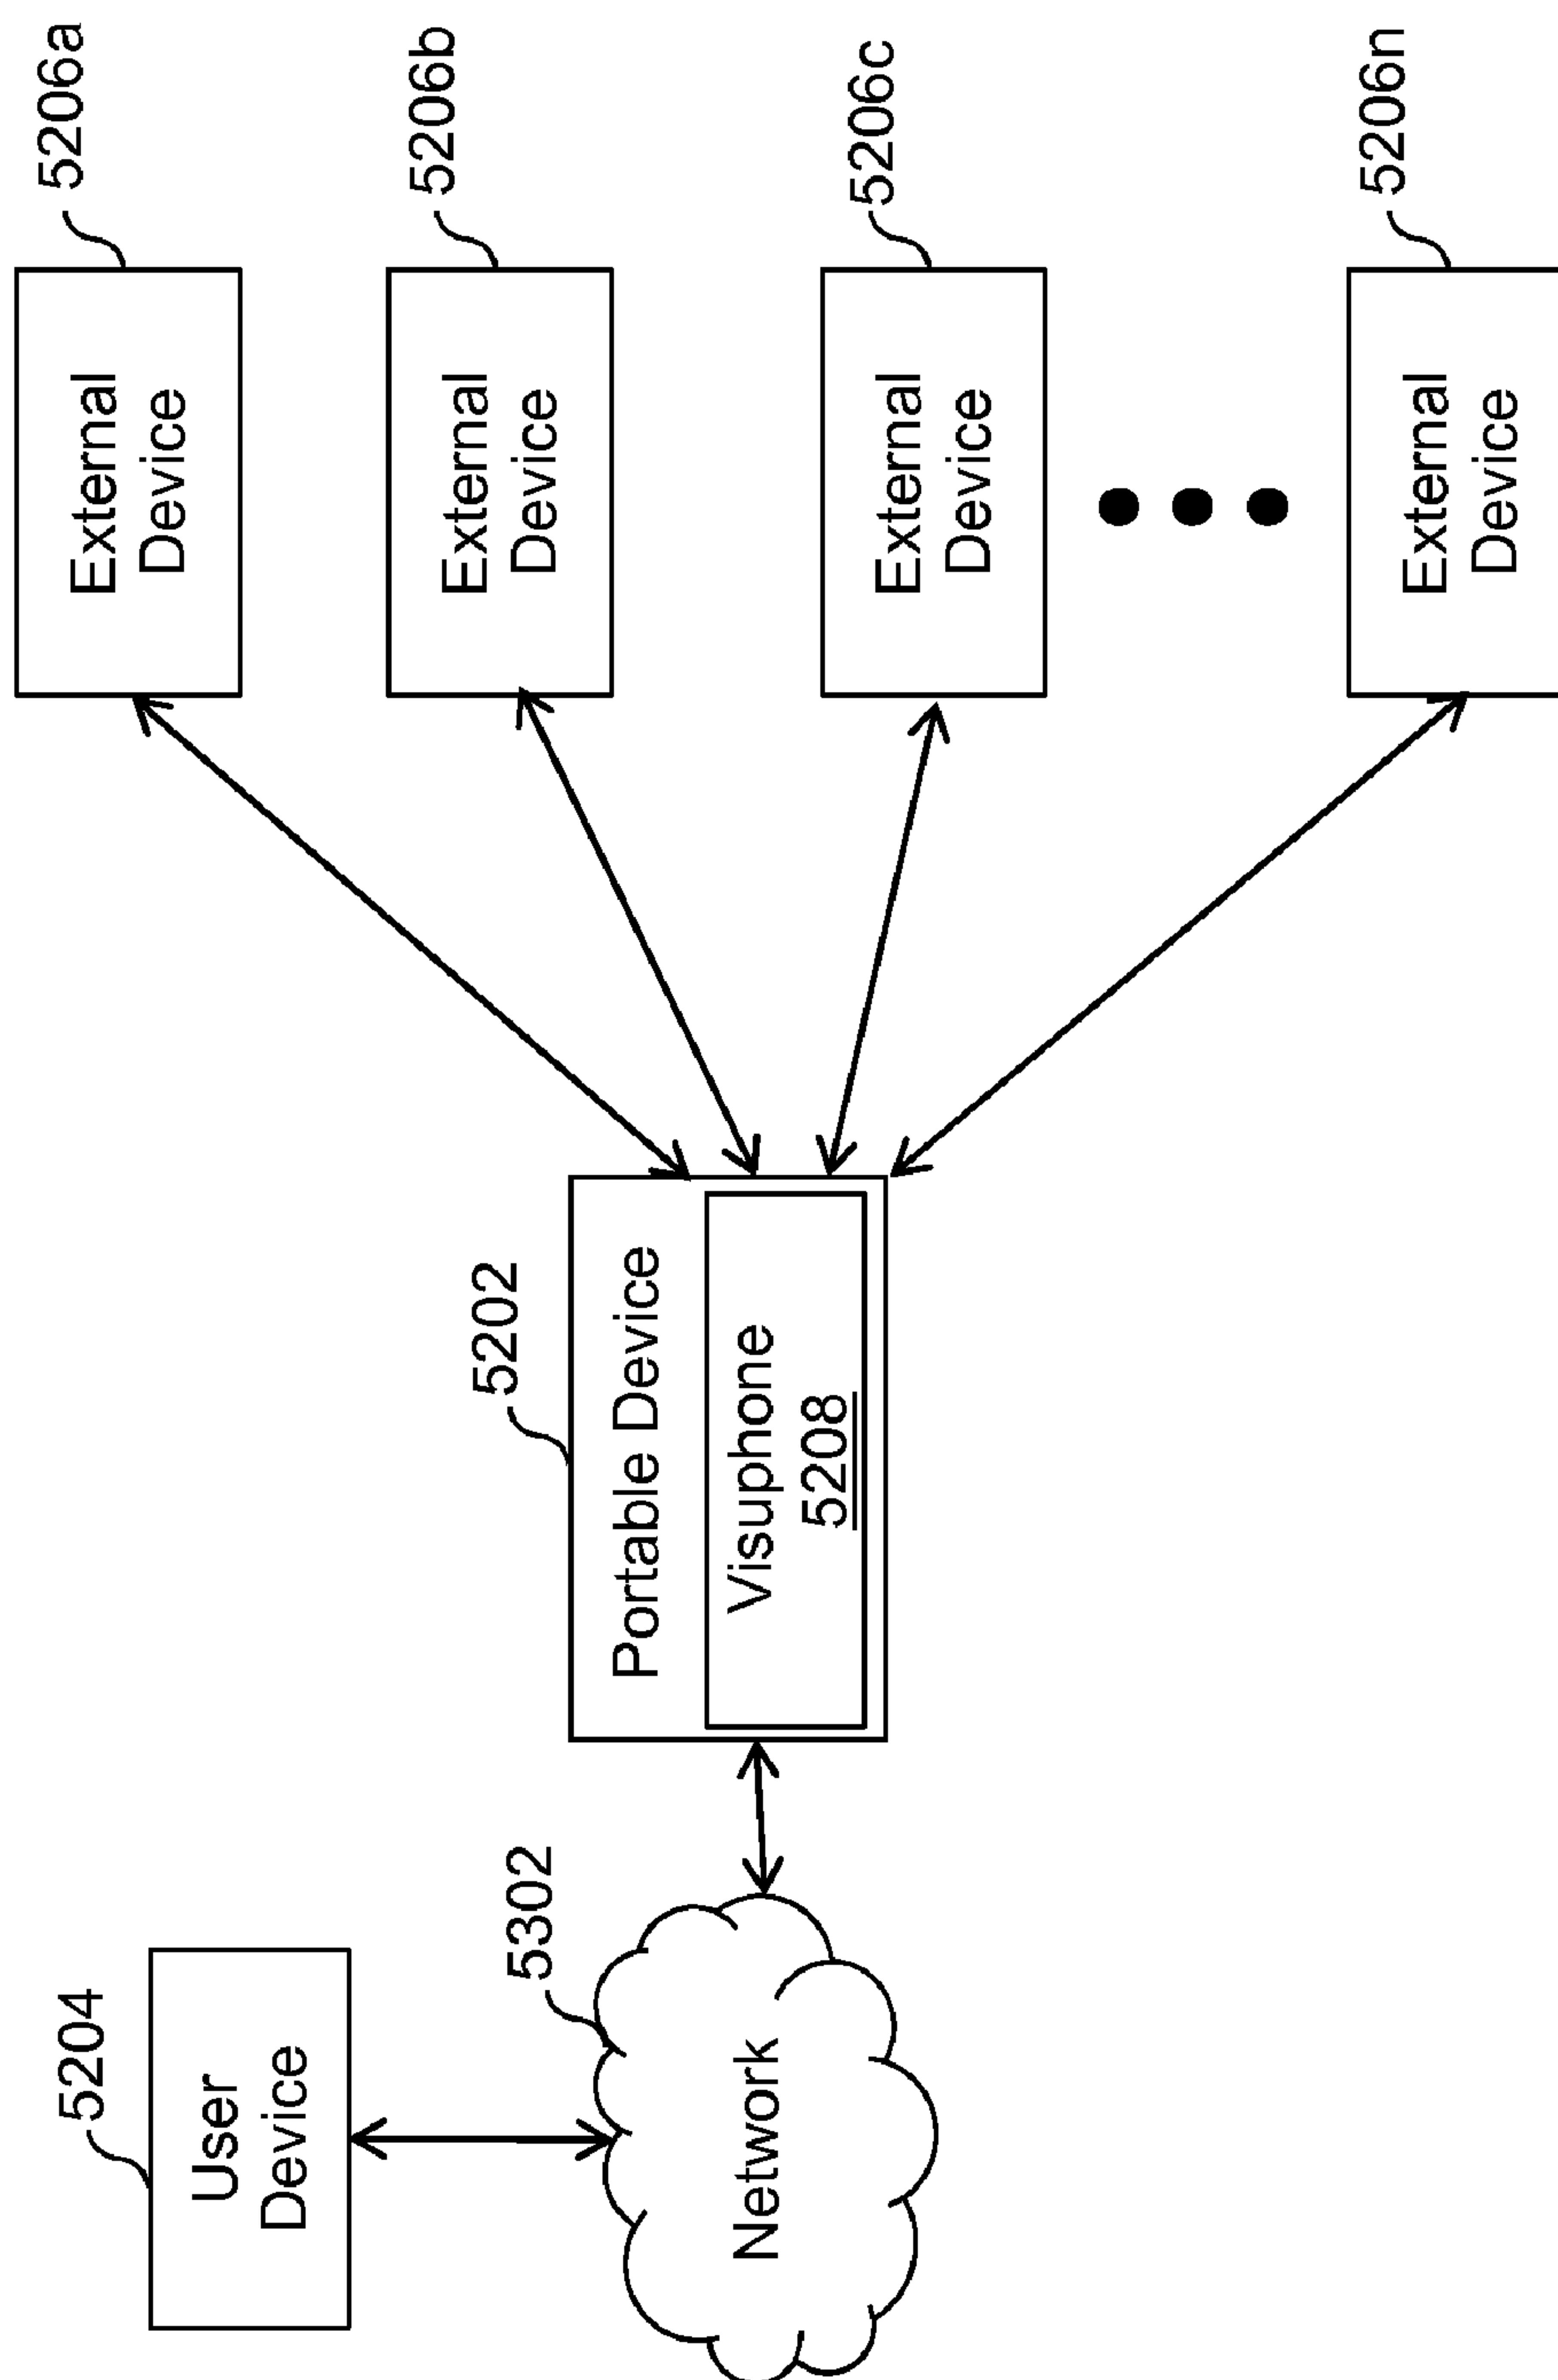 5204
User
Device
5302
Network
5202
Portable Device
Visuphone
5208
5206a
External
Device
5206b
External
Device
5206c
External
Device
5206n
External
Device